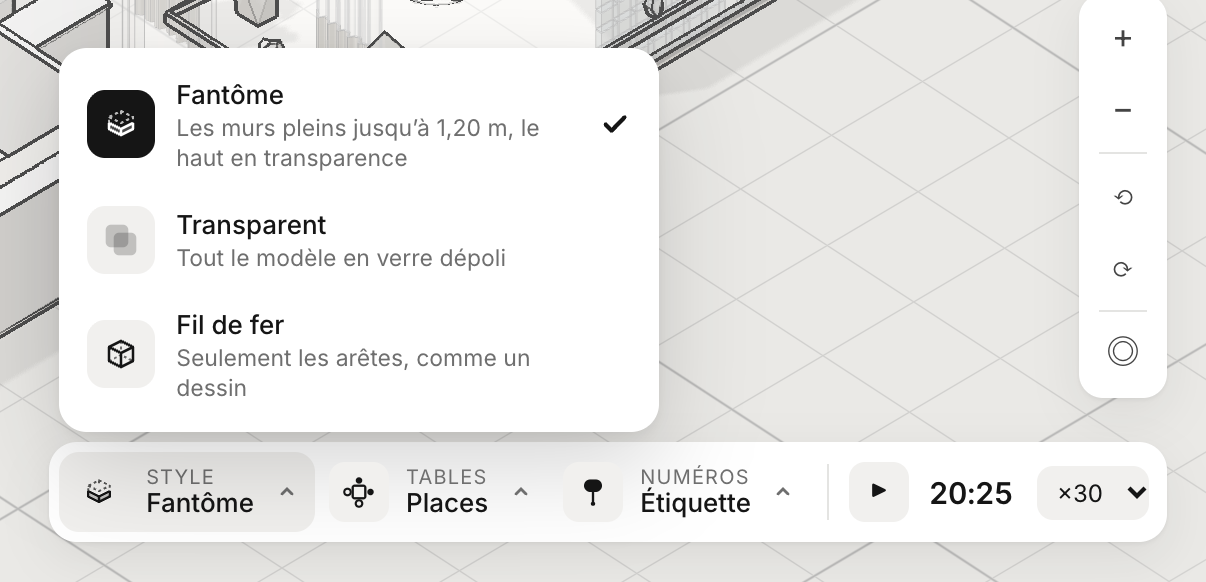 Fantôme
Les murs pleins jusqu’à 1,20 m, le
haut en transparence
Transparent
Tout le modèle en verre dépoli
Fil de fer
Seulement les arêtes, comme un
dessin
STYLE
Fantôme
TABLES
Places
NUMÉROS
Étiquette
20:25
×30